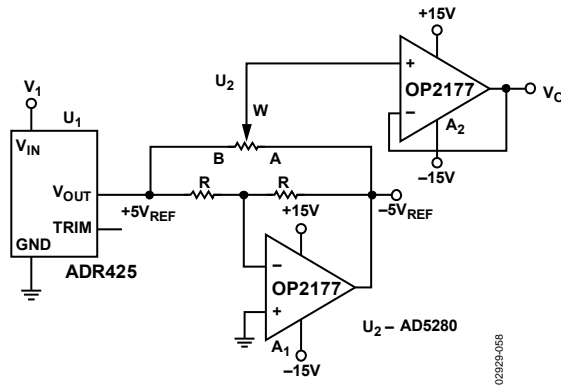 +15V
V1
U1
U2
+
OP2177
VO
W
−
A2
VIN
B
A
−15V
VOUT
R
R
+5VREF
+15V
−5VREF
TRIM
GND
−
OP2177
ADR425
+
U2 – AD5280
A1
−15V
02929-058